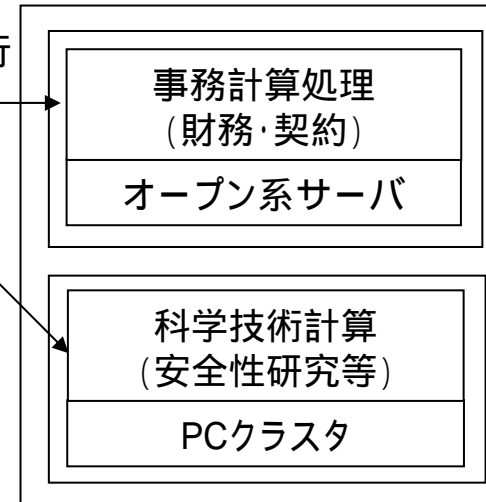 行
事務計算処理
(財務・契約)
オープン系サーバ
科学技術計算
(安全性研究等)
PCクラスタ